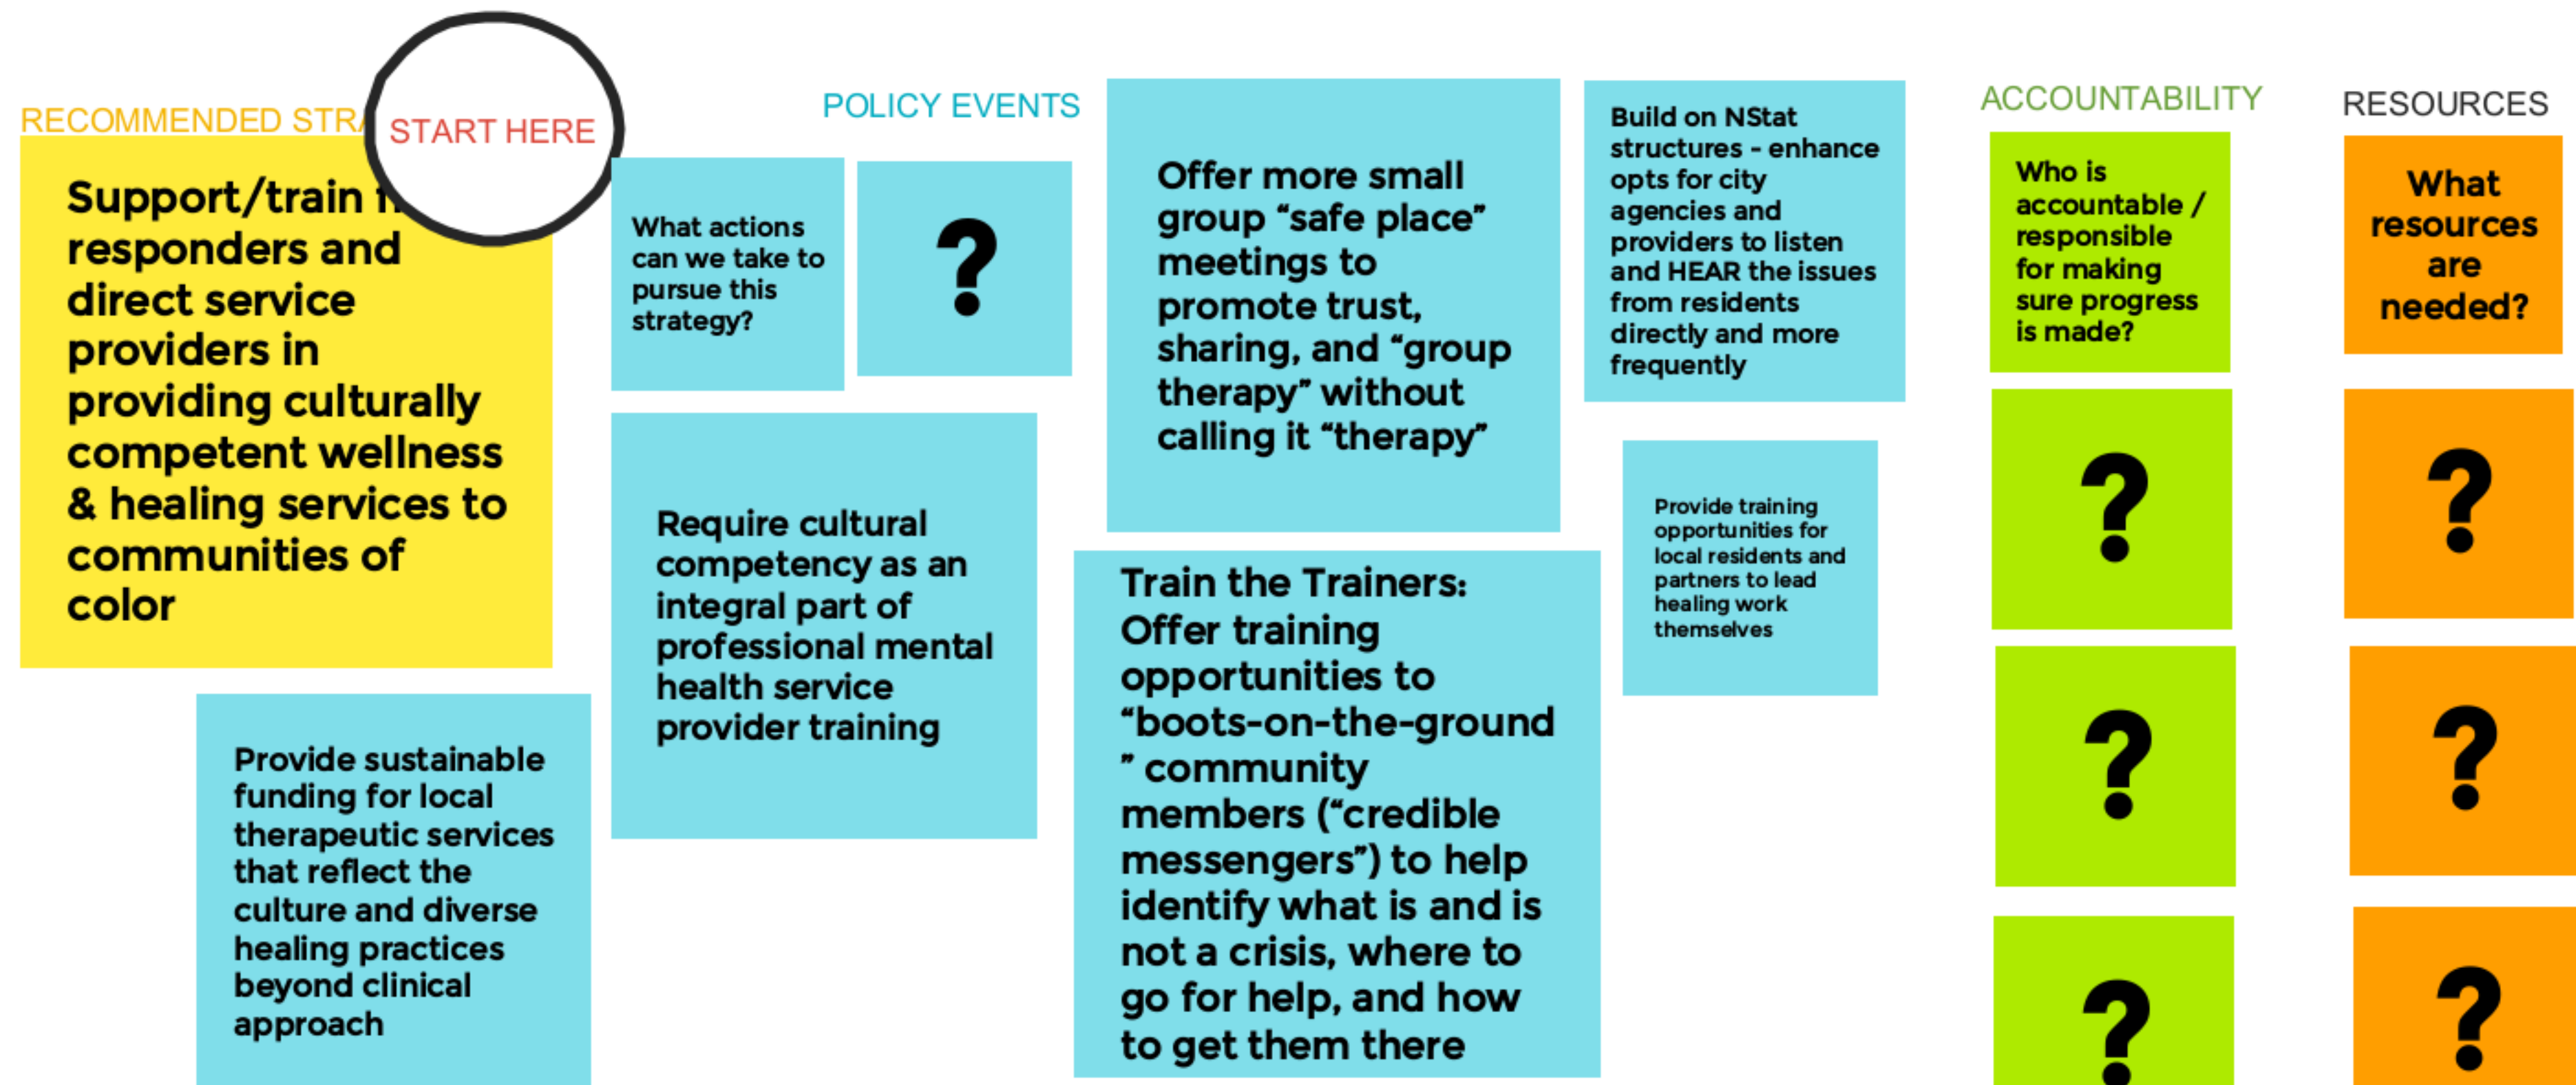 RECOMMENDED
START HERE
Support/train
responders and
direct service
providers in
providing culturally
competent wellness
& healing services to
communities of
color
Provide sustainable
funding for local
therapeutic services
that reflect the
culture and diverse
healing practices
beyond clinical
approach
POLICY EVENTS
What actions
can we take to
pursue this
strategy?
?
Require cultural
competency as an
integral part of
professional mental
health service
provider training
Offer more small
group “safe place”
meetings to
promote trust,
sharing, and “group
therapy” without
calling it “therapy”
Train the Trainers:
Offer training
opportunities to
“boots-on-the-ground
” community
members (“credible
messengers”) to help
identify what is and is
not a crisis, where to
go for help, and how
to get them there
Build on NStat
structures - enhance
opts for city
agencies and
providers to listen
and HEAR the issues
from residents
directly and more
frequently
Provide training
opportunities for
local residents and
partners to lead
healing work
themselves
ACCOUNTABILITY
Who is
accountable /
responsible
for making
sure progress
is made?
?
?
?
RESOURCES
What
resources
are
needed?
?
?
?